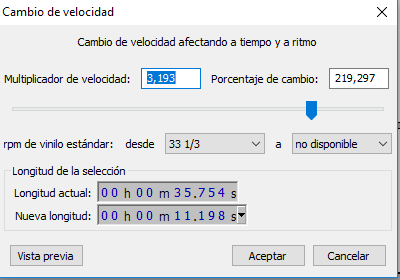 Cambio de velocidad
Cambio de velocidad afectando a tiempo y a ritmo
Multiplicador de velocidad: 3,193 Porcentaje de cambio: 219,297
rpm de vinilo estándar: desde 33 1/3 a no disponible
Longitud de la selección
Longitud actual: 00 h 00 m 35.754 s
Nueva longitud: 00 h 00 m 11.198 s
Vista previa Aceptar Cancelar